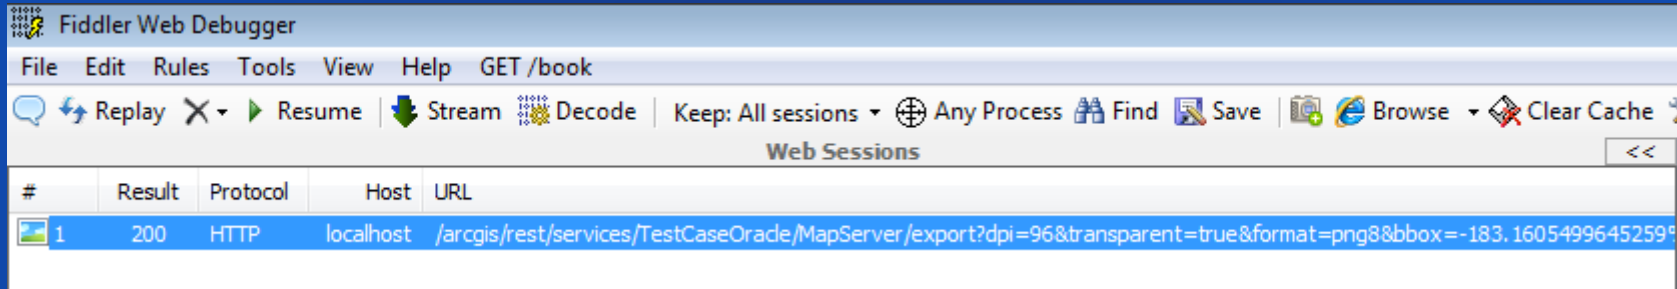 Fiddler Web Debugger
File Edit Rules Tools View Help GET /book
Replay Resume Stream Decode Keep: All sessions Any Process Find Save Browse Clear Cache
Web Sessions <<
# Result Protocol Host URL
1 200 HTTP localhost /arcgis/rest/services/TestCaseOracle/MapServer/export?dpi=96&transparent=true&format=png8&bbox=-183.16054996452599